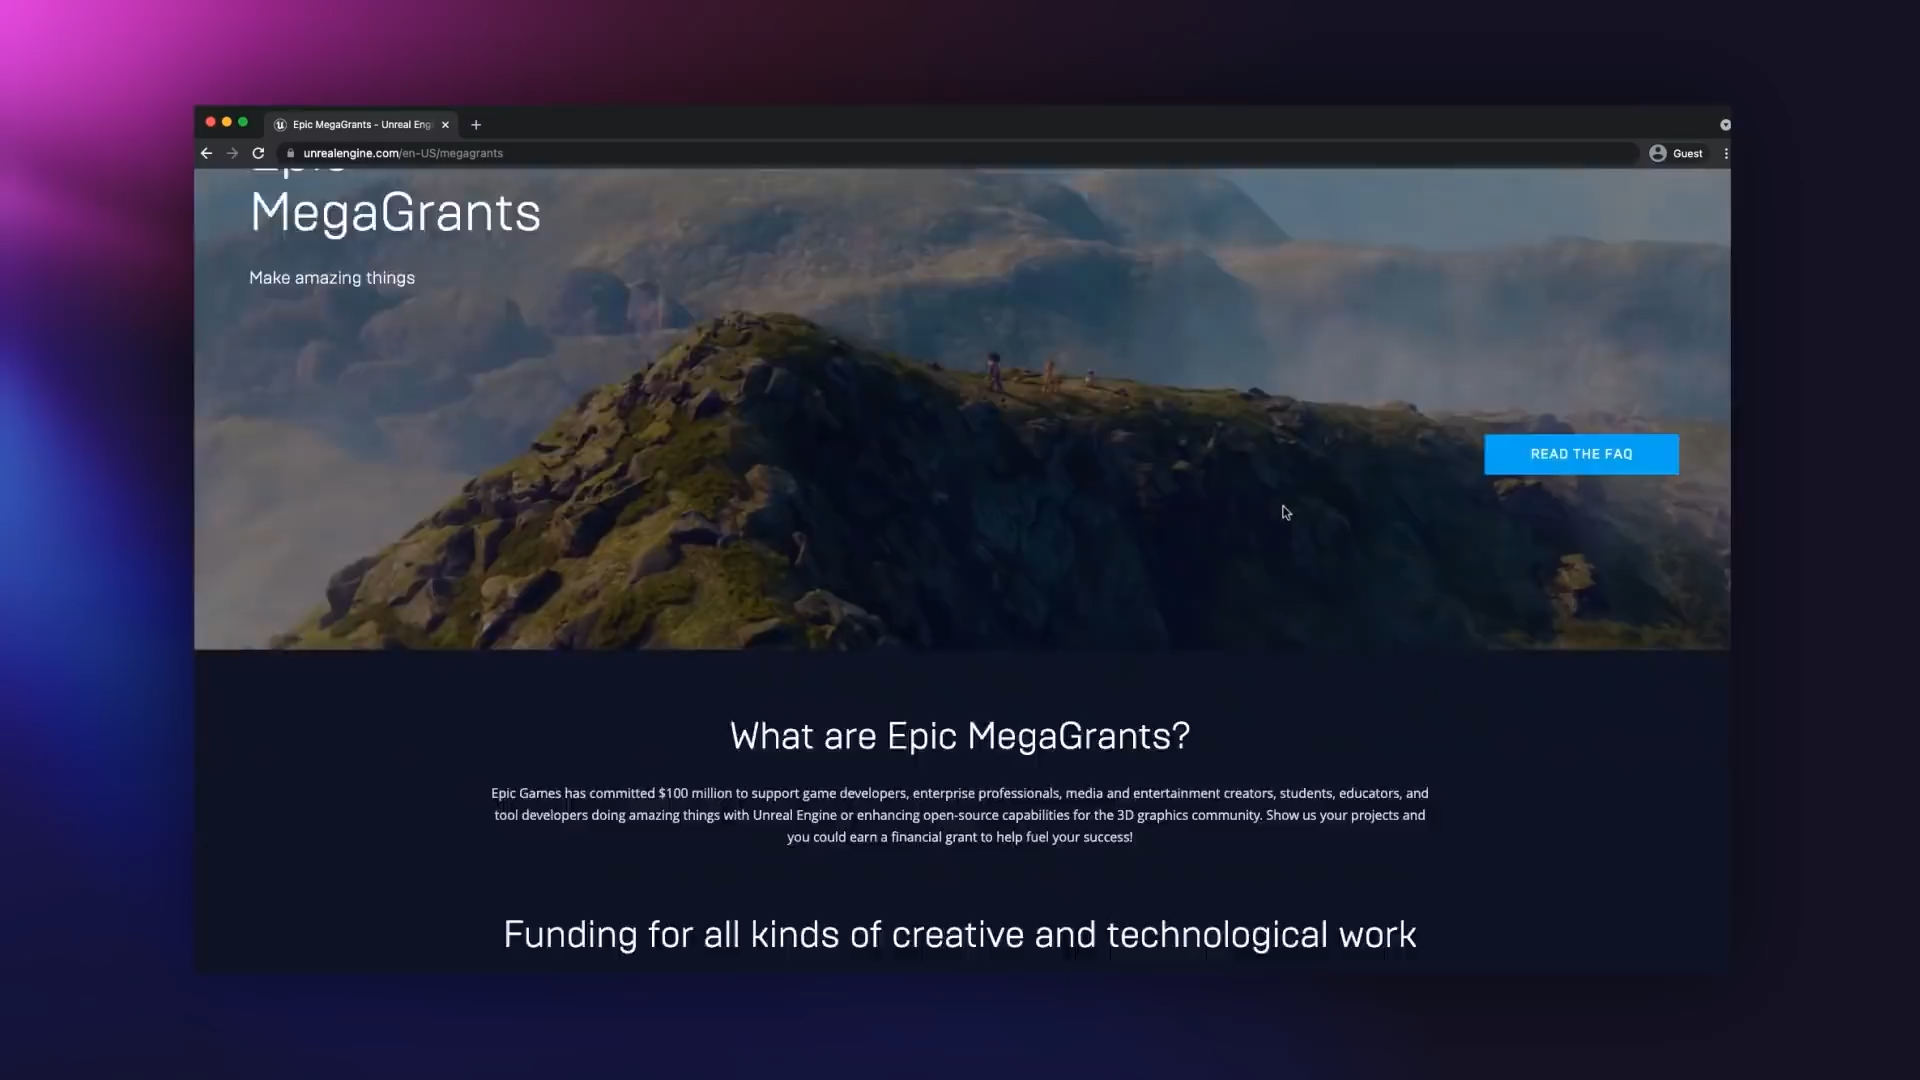 Epic MegaGrants - Unreal Eng
unrealengine.com/en-US/megagrants
Guest
Epic
MegaGrants
Make amazing things
READ THE FAQ
What are Epic MegaGrants?
Epic Games has committed $100 million to support game developers, enterprise professionals, media and entertainment creators, students, educators, and
tool developers doing amazing things with Unreal Engine or enhancing open-source capabilities for the 3D graphics community. Show us your projects and
you could earn a financial grant to help fuel your success!
Funding for all kinds of creative and technological work